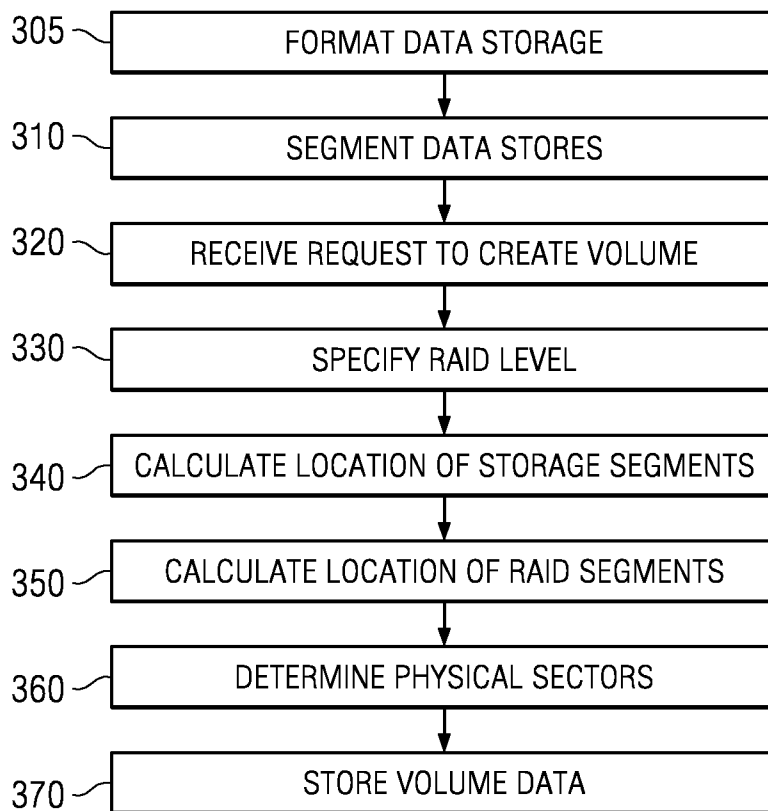 305
FORMAT DATA STORAGE
310
SEGMENT DATA STORES
320
RECEIVE REQUEST TO CREATE VOLUME
330
SPECIFY RAID LEVEL
340
CALCULATE LOCATION OF STORAGE SEGMENTS
350
CALCULATE LOCATION OF RAID SEGMENTS
360
DETERMINE PHYSICAL SECTORS
370
STORE VOLUME DATA